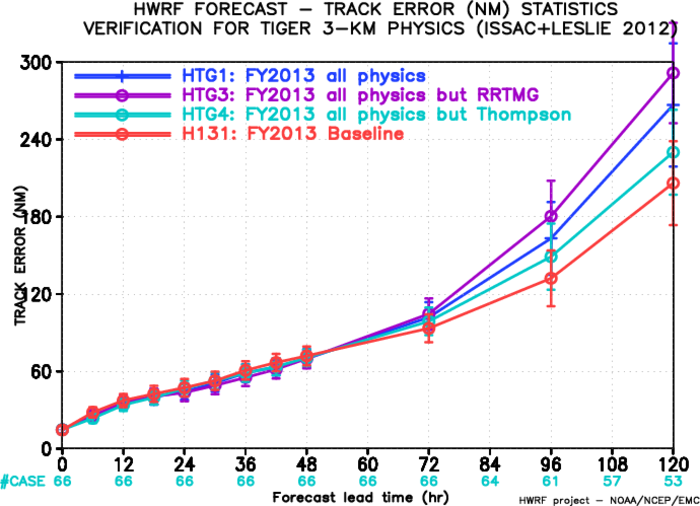 HWRF FORECAST – TRACK ERROR (NM) STATISTICS
VERIFICATION FOR TIGER 3–KM PHYSICS (ISSAC+LESLIE 2012)
TRACK ERROR (NM)
300
240
180
120
60
0
HTG1: FY2013 all physics
HTG3: FY2013 all physics but RRTMG
HTG4: FY2013 all physics but Thompson
H131: FY2013 Baseline
0 12 24 36 48 60 72 84 96 108 120
#CASE 66 66 66 66 66 66 66 64 61 57 53
Forecast lead time (hr)
HWRF project – NOAA/NCEP/EMC